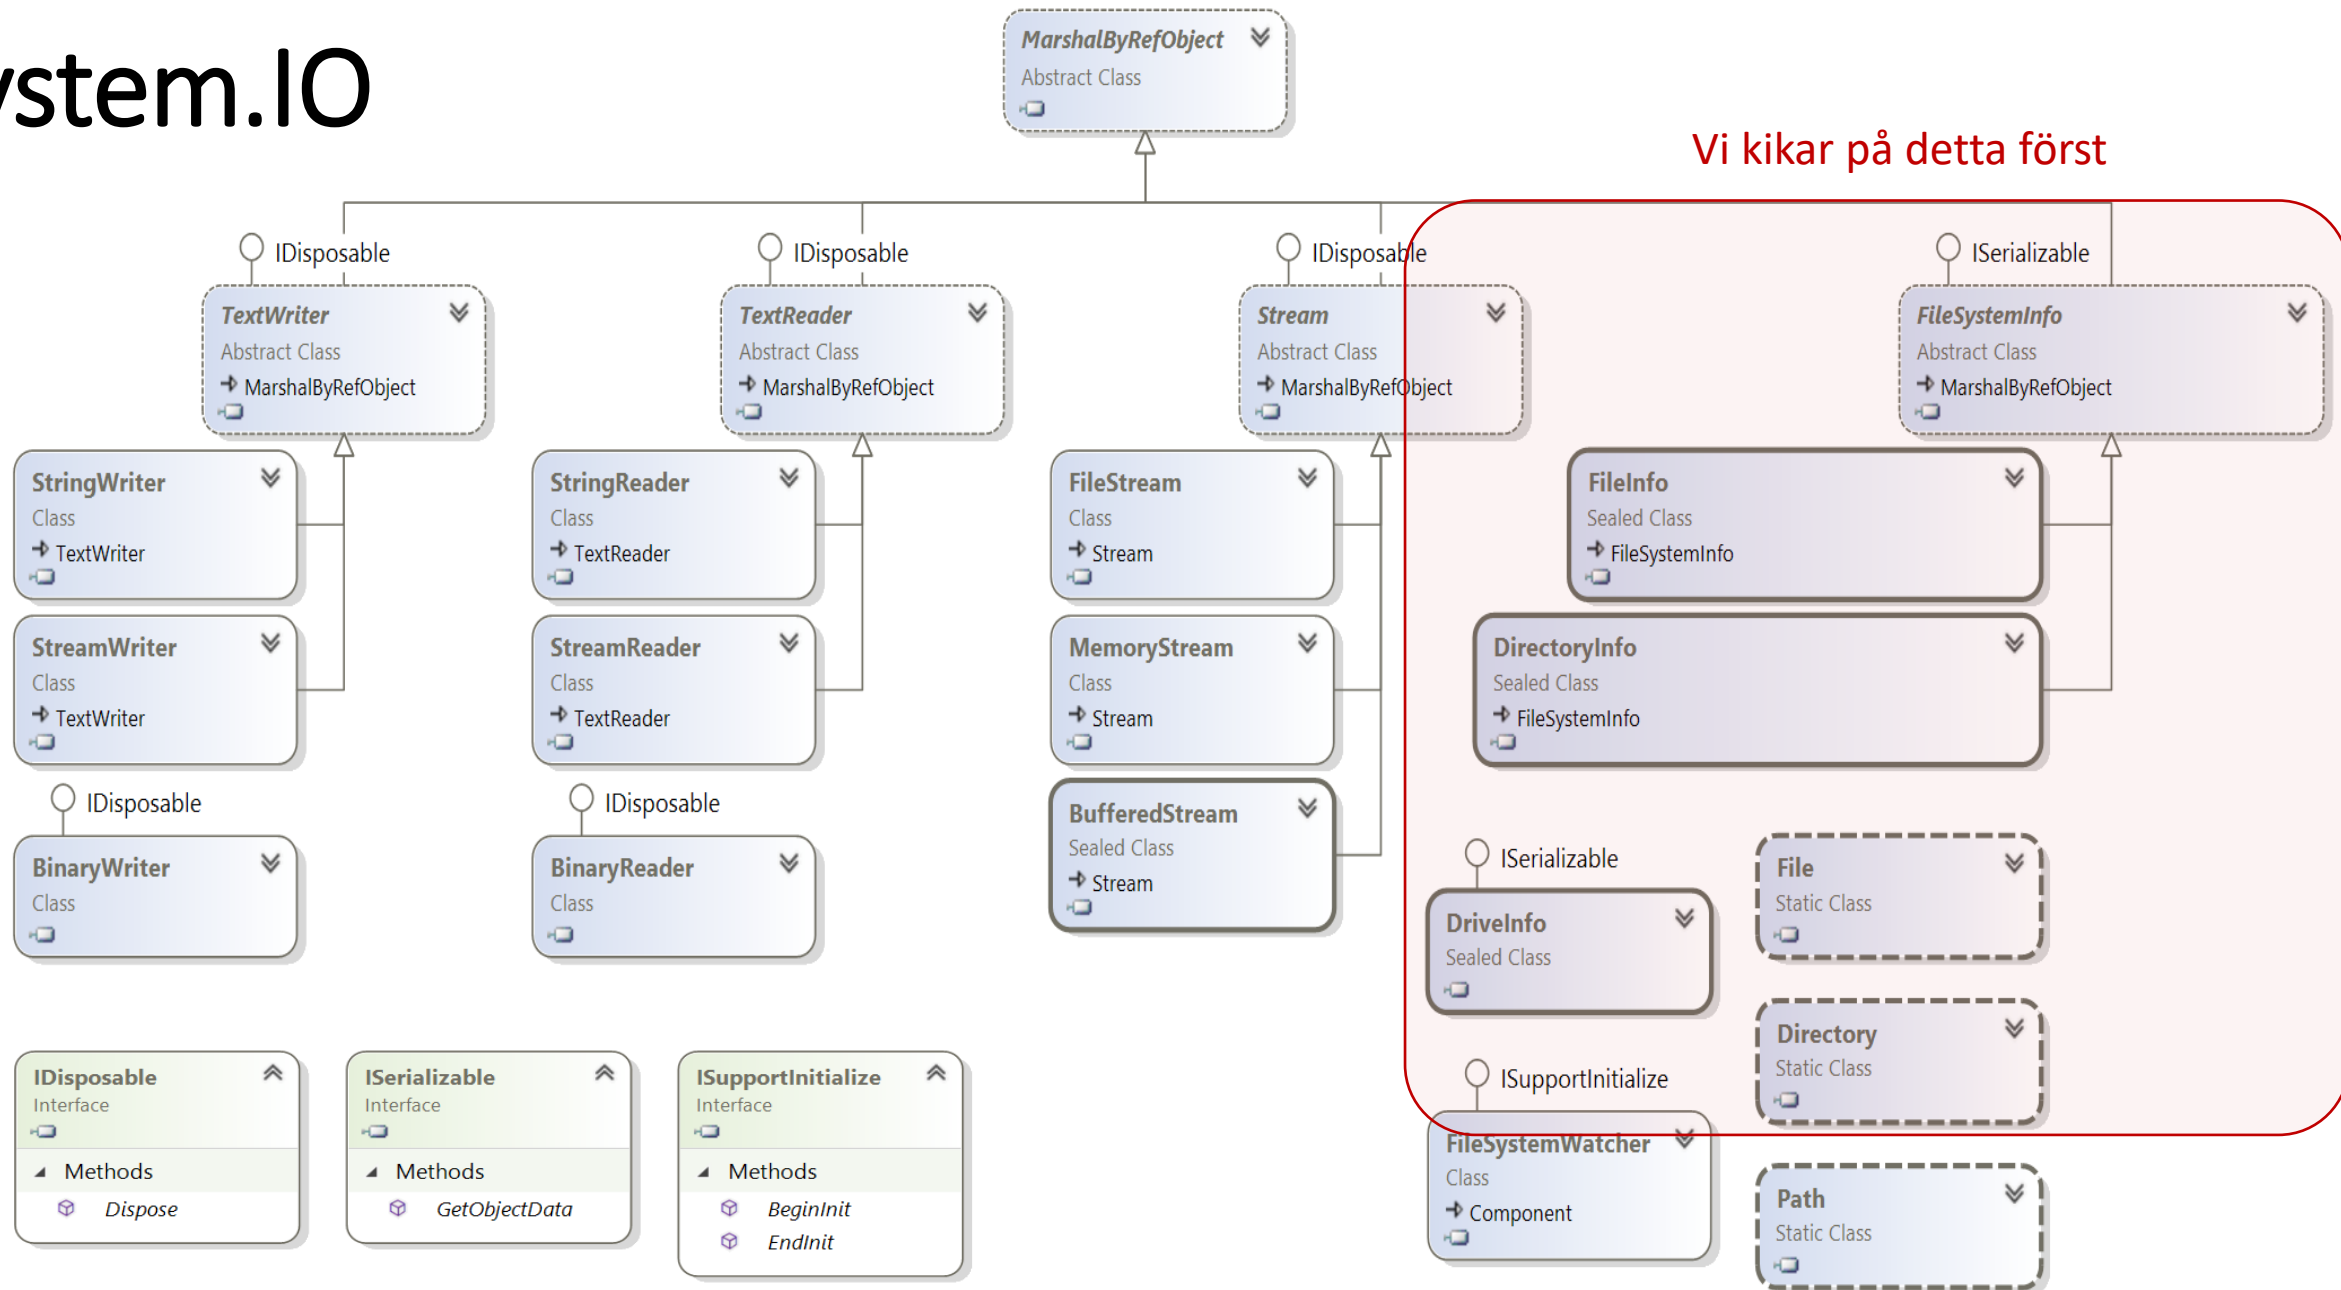 ystem.IO
MarshalByRefObject
Abstract Class
Vi kikar på detta först
IDisposable
TextWriter
Abstract Class
MarshalByRefObject
IDisposable
TextReader
Abstract Class
MarshalByRefObject
IDisposable
Stream
Abstract Class
MarshalByRefObject
ISerializable
FileSystemInfo
Abstract Class
MarshalByRefObject
StringWriter
Class
TextWriter
StringReader
Class
TextReader
FileStream
Class
Stream
FileInfo
Sealed Class
FileSystemInfo
StreamWriter
Class
TextWriter
StreamReader
Class
TextReader
MemoryStream
Class
Stream
DirectoryInfo
Sealed Class
FileSystemInfo
IDisposable
BinaryWriter
Class
IDisposable
BinaryReader
Class
BufferedStream
Sealed Class
Stream
ISerializable
DriveInfo
Sealed Class
File
Static Class
Directory
Static Class
IDisposable
Interface
Methods
Dispose
ISerializable
Interface
Methods
GetObjectData
ISupportInitialize
Interface
Methods
BeginInit
EndInit
ISupportInitialize
FileSystemWatcher
Class
Component
Path
Static Class